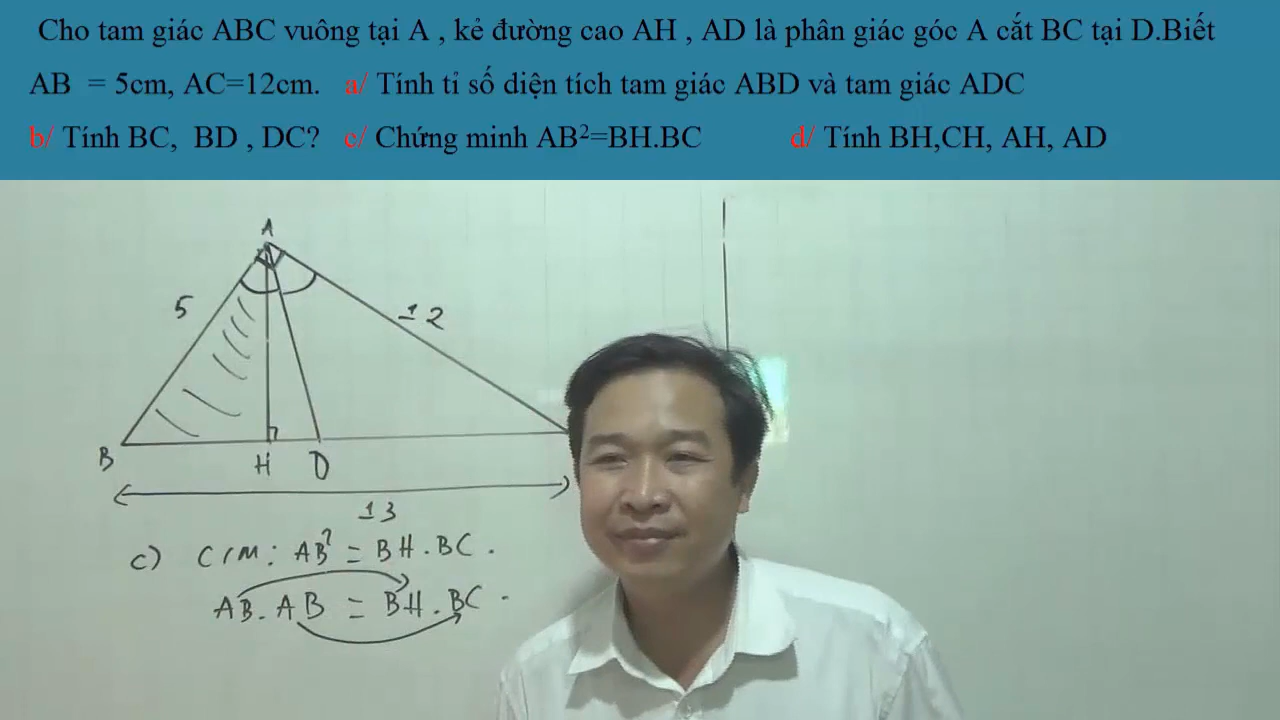 Cho tam giác ABC vuông tại A , kẻ đường cao AH , AD là phân giác góc A cắt BC tại D.Biết
AB = 5cm, AC=12cm. a/ Tính tỉ số diện tích tam giác ABD và tam giác ADC
b/ Tính BC, BD , DC? c/ Chứng minh AB²=BH.BC d/ Tính BH,CH, AH, AD
A
5
12
B
H D
13
c) C/M: AB² = BH.BC.
AB.AB = BH.BC.